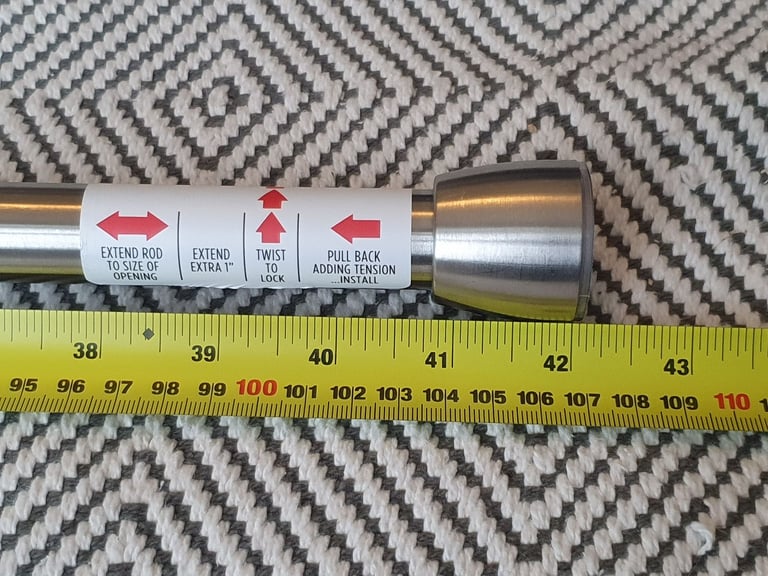 EXTEND ROD
TO SIZE OF
OPENING
EXTEND
EXTRA 1"
TWIST
TO
LOCK
PULL BACK
ADDING TENSION
...INSTALL
38 39 40 41 42 43
95 96 97 98 99 100 101 102 103 104 105 106 107 108 109 110